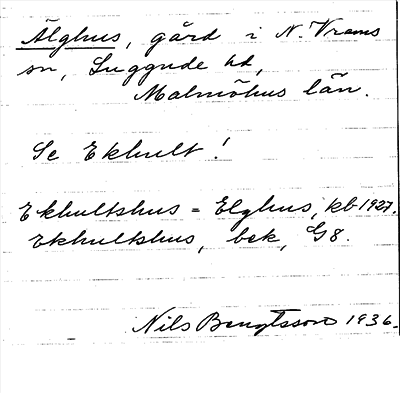 Älghus, gård i N. Vrams
sn, Luggude hd,
Malmöhus län.
Se Ekhult!
Ekhultshus = Elghus, kb 1927.
Ekhultshus, bek, G8.
Nils Bengtsson 1936.